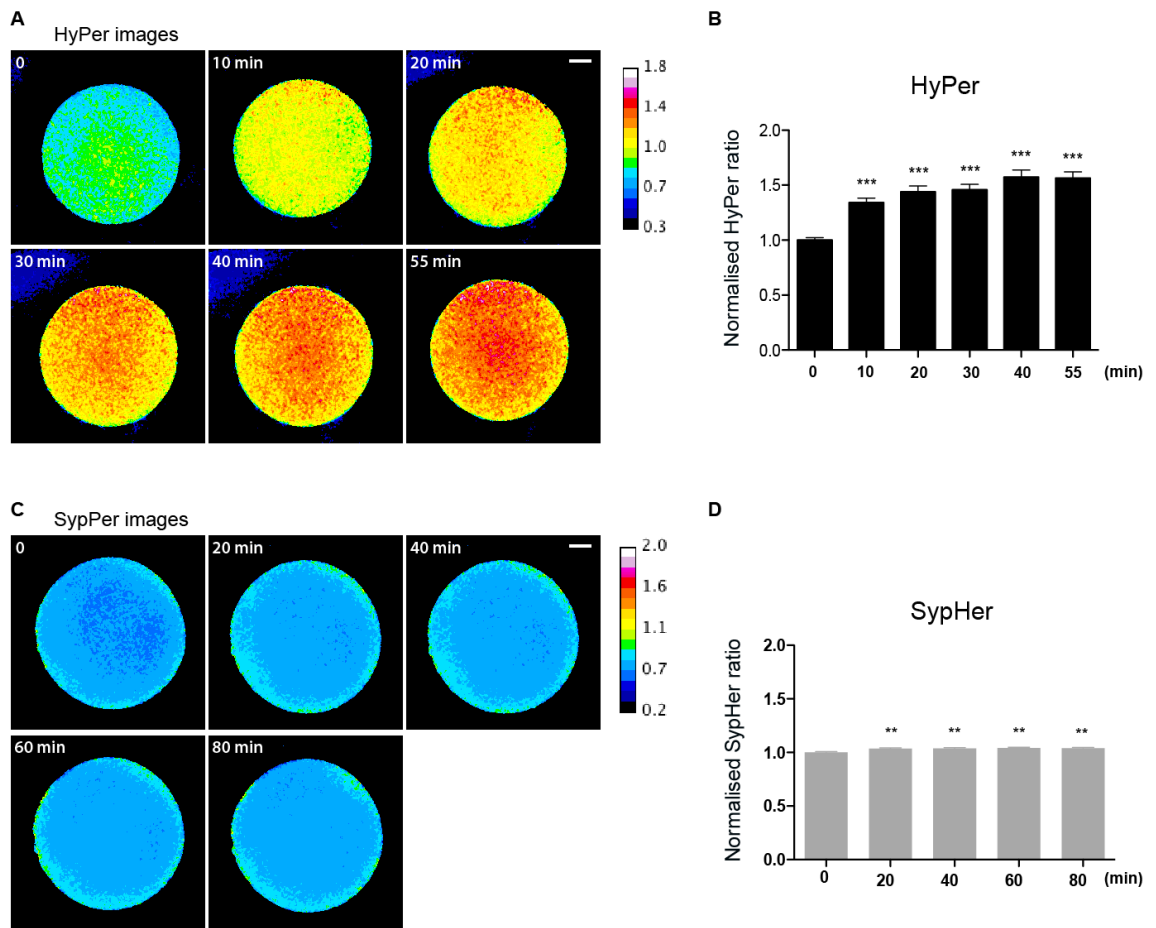 A
HyPer images
0
10 min
20 min
30 min
40 min
55 min
1.8
1.4
1.0
0.7
0.3
B
HyPer
Normalised HyPer ratio
2.0
1.5
1.0
0.5
0.0
*** *** *** *** ***
0 10 20 30 40 55 (min)
C
SypPer images
0
20 min
40 min
60 min
80 min
2.0
1.6
1.1
0.7
0.2
D
SypHer
Normalised SypHer ratio
2.0
1.5
1.0
0.5
0.0
** ** ** **
0 20 40 60 80 (min)